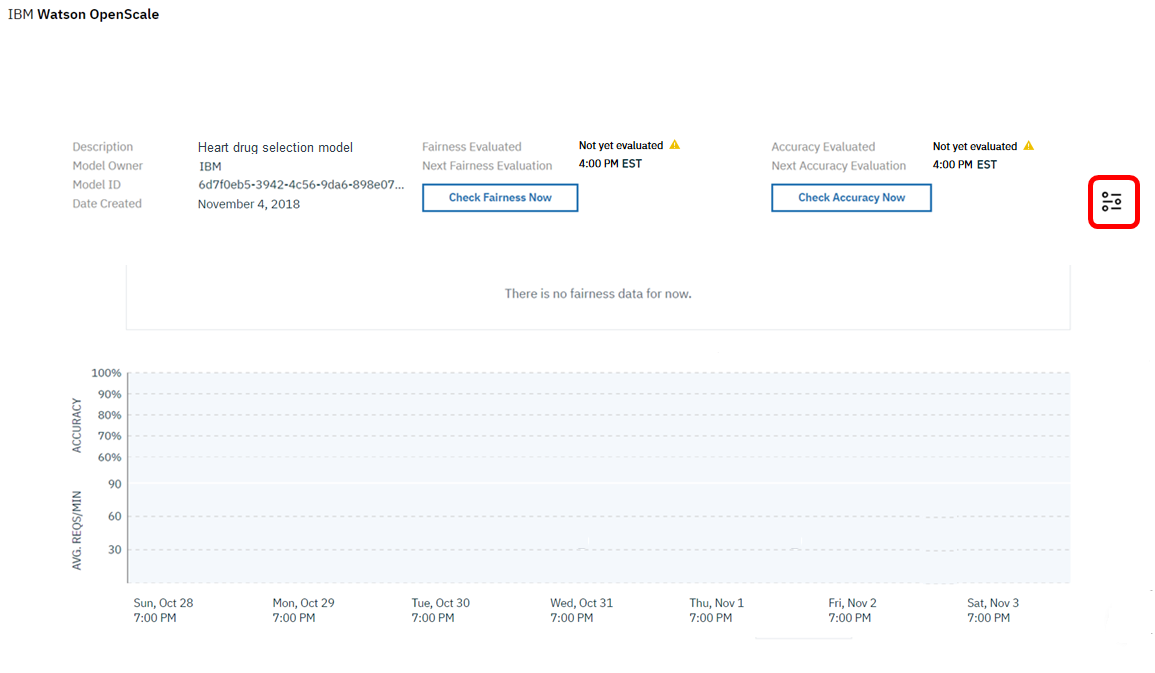 IBM Watson OpenScale
Description Heart drug selection model
Model Owner IBM
Model ID 6d7f0eb5-3942-4c56-9da6-898e07...
Date Created November 4, 2018
Fairness Evaluated Not yet evaluated
Next Fairness Evaluation 4:00 PM EST
Check Fairness Now
Accuracy Evaluated Not yet evaluated
Next Accuracy Evaluation 4:00 PM EST
Check Accuracy Now
There is no fairness data for now.
ACCURACY
100%
90%
80%
70%
60%
AVG. REQS/MIN
90
60
30
Sun, Oct 28 Mon, Oct 29 Tue, Oct 30 Wed, Oct 31 Thu, Nov 1 Fri, Nov 2 Sat, Nov 3
7:00 PM 7:00 PM 7:00 PM 7:00 PM 7:00 PM 7:00 PM 7:00 PM